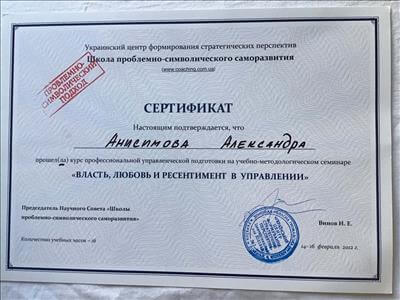 Украинский центр формирования стратегических перспектив
Школа проблемно-символического саморазвития
(www.coaching.com.ua)
ПРОБЛЕМНО-
СИМВОЛИЧЕСКИЙ
ПОДХОД
СЕРТИФИКАТ
Настоящим подтверждается, что
Анисимова Александра
прошел(ла) курс профессиональной управленческой подготовки на учебно-методологическом семинаре
«ВЛАСТЬ, ЛЮБОВЬ И РЕСЕНТИМЕНТ В УПРАВЛЕНИИ»
Председатель Научного Совета «Школы
проблемно-символического саморазвития»
Винов И. Е.
Количество учебных часов - 16
14-16 февраль 2012 г.